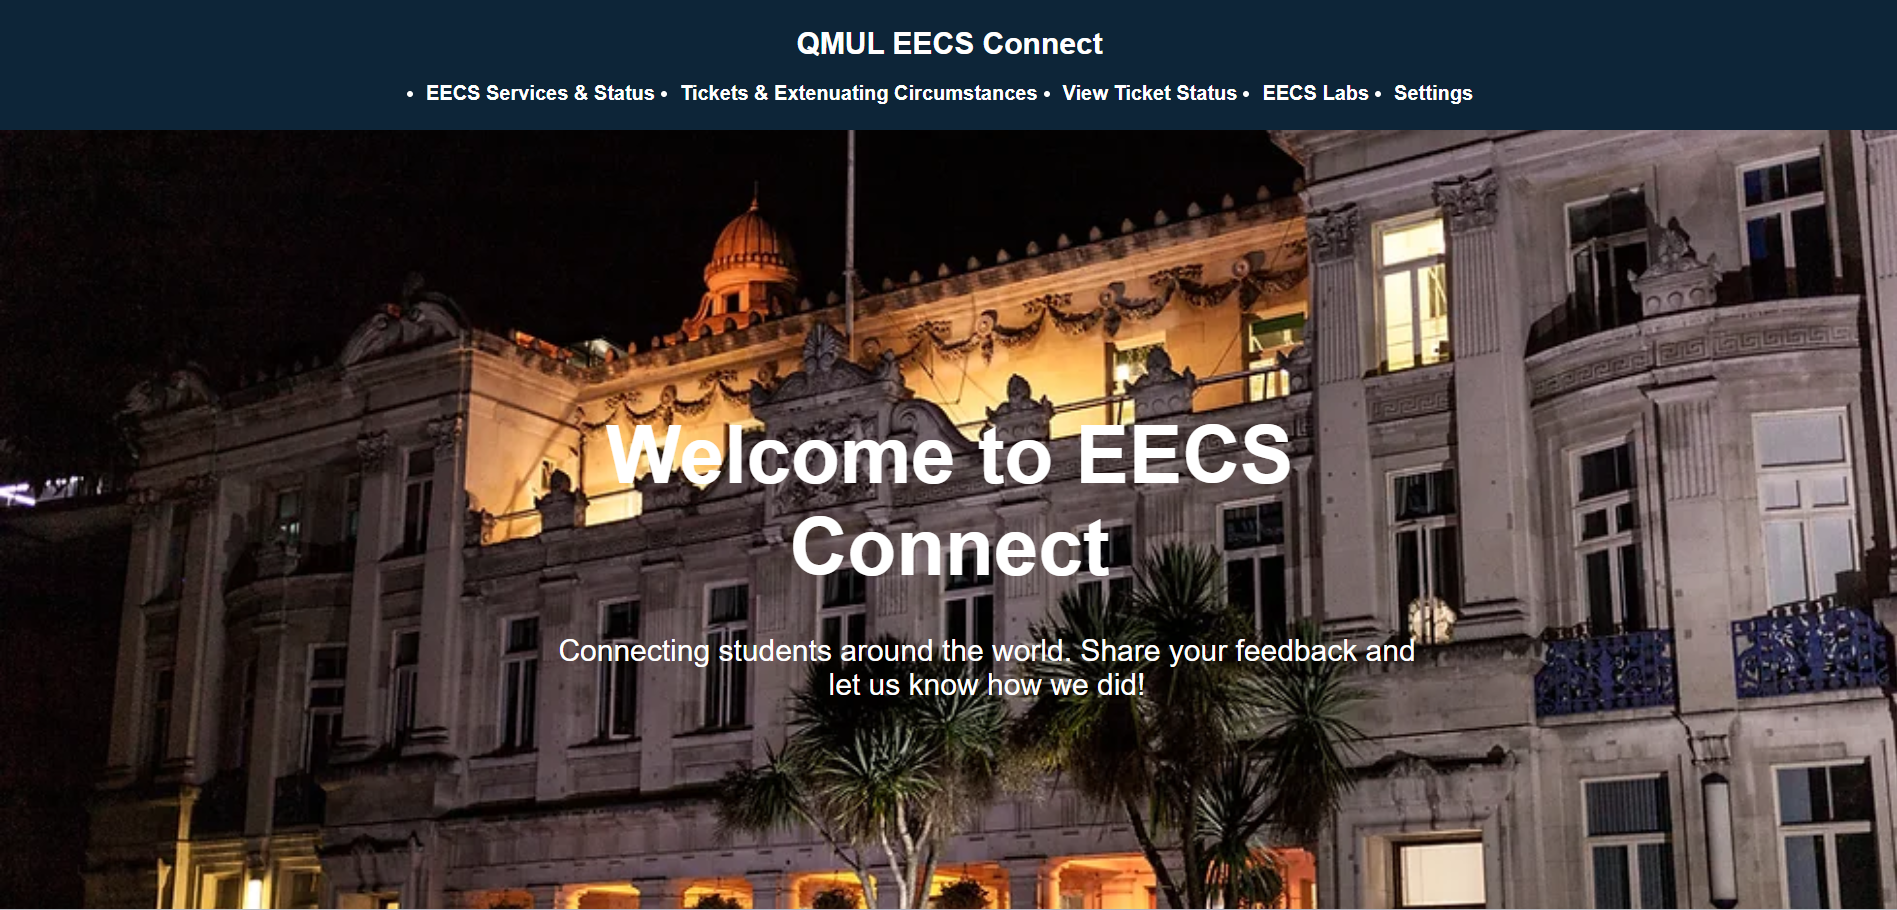 QMUL EECS Connect
• EECS Services & Status • Tickets & Extenuating Circumstances • View Ticket Status • EECS Labs • Settings
Welcome to EECS
Connect
Connecting students around the world. Share your feedback and
let us know how we did!